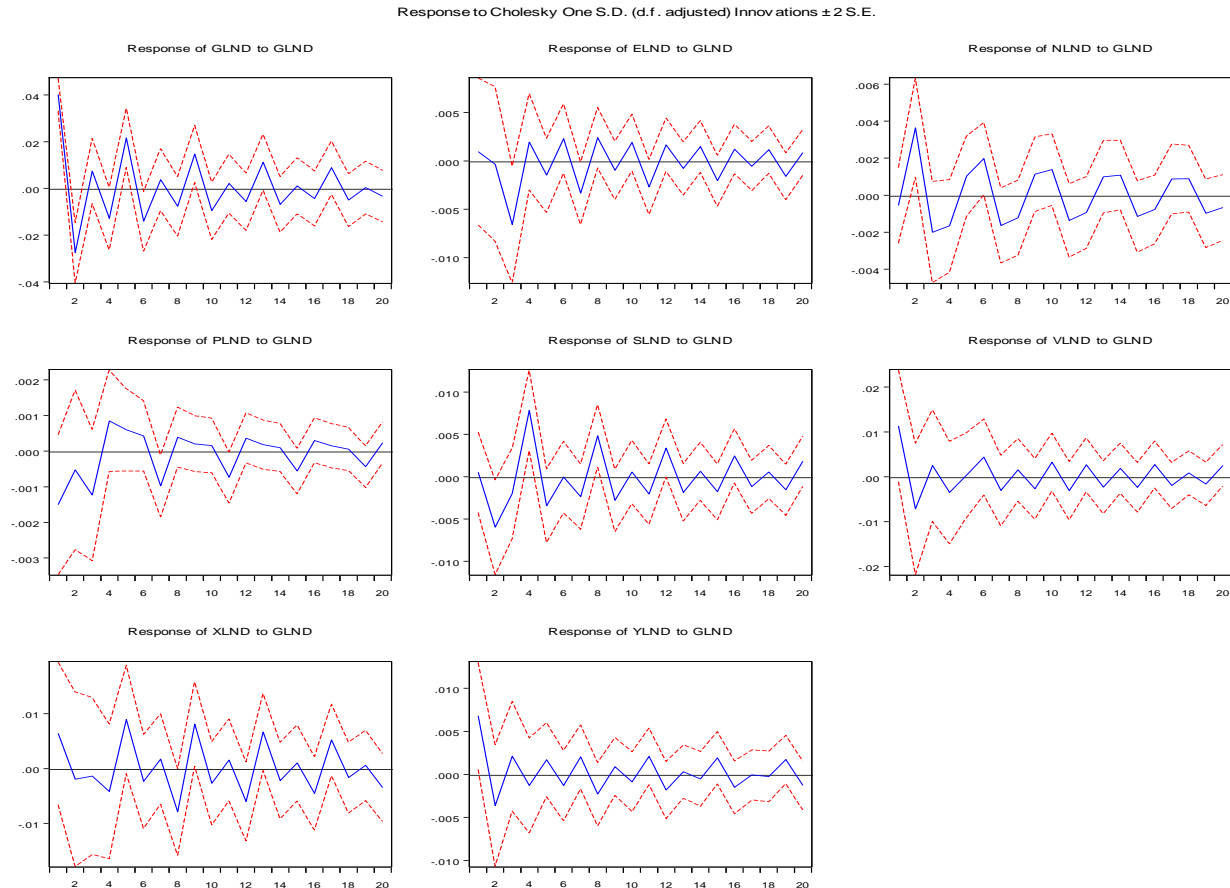 Response to Cholesky One S.D. (d.f. adjusted) Innovations ± 2 S.E.
Response of GLND to GLND
.04
.02
.00
-.02
-.04
2 4 6 8 10 12 14 16 18 20
Response of ELND to GLND
.005
.000
-.005
-.010
2 4 6 8 10 12 14 16 18 20
Response of NLND to GLND
.006
.004
.002
.000
-.002
-.004
2 4 6 8 10 12 14 16 18 20
Response of PLND to GLND
.002
.001
.000
-.001
-.002
-.003
2 4 6 8 10 12 14 16 18 20
Response of SLND to GLND
.010
.005
.000
-.005
-.010
2 4 6 8 10 12 14 16 18 20
Response of VLND to GLND
.02
.01
.00
-.01
-.02
2 4 6 8 10 12 14 16 18 20
Response of XLND to GLND
.01
.00
-.01
2 4 6 8 10 12 14 16 18 20
Response of YLND to GLND
.010
.005
.000
-.005
-.010
2 4 6 8 10 12 14 16 18 20